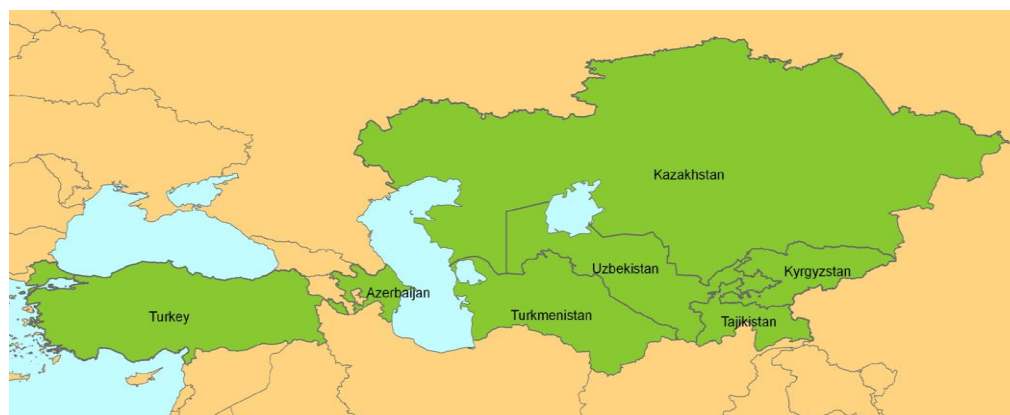 Kazakhstan
Uzbekistan
Kyrgyzstan
Azerbaijan
Turkey
Turkmenistan
Tajikistan